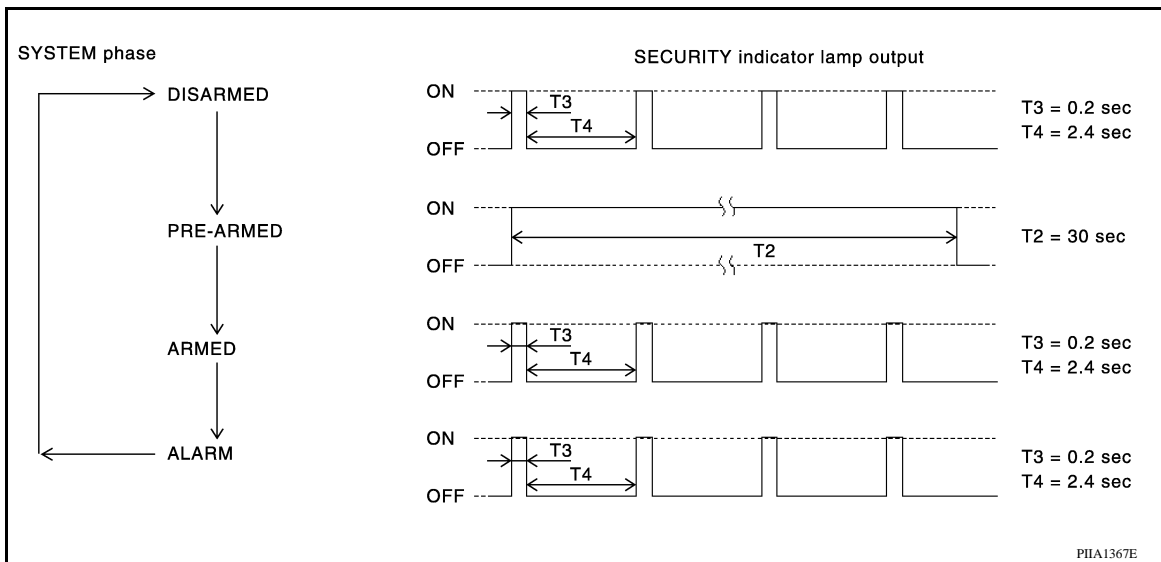 SYSTEM phase
SECURITY indicator lamp output
DISARMED
ON
OFF
T3
T4
T3 = 0.2 sec
T4 = 2.4 sec
PRE-ARMED
ON
OFF
T2
T2 = 30 sec
ARMED
ON
OFF
T3
T4
T3 = 0.2 sec
T4 = 2.4 sec
ALARM
ON
OFF
T3
T4
T3 = 0.2 sec
T4 = 2.4 sec
PIIA1367E